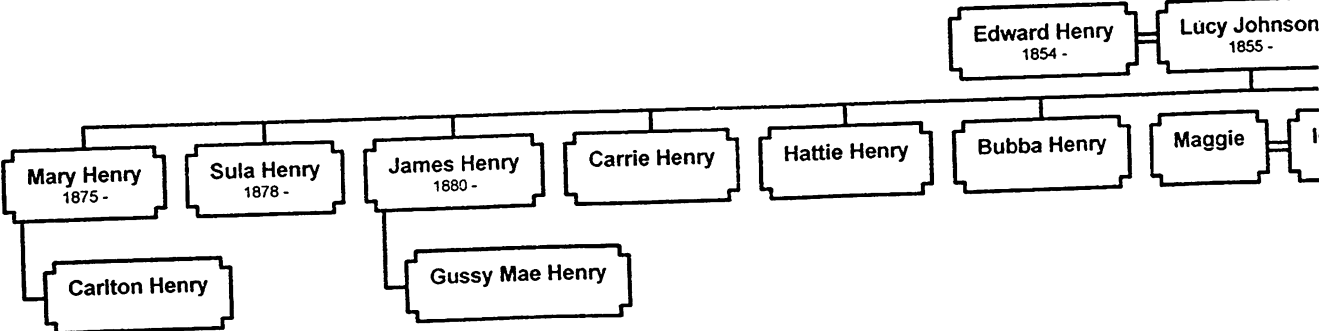 Edward Henry
1854 -
Lucy Johnson
1855 -
Mary Henry
1875 -
Sula Henry
1878 -
James Henry
1880 -
Carrie Henry
Hattie Henry
Bubba Henry
Maggie
Carlton Henry
Gussy Mae Henry